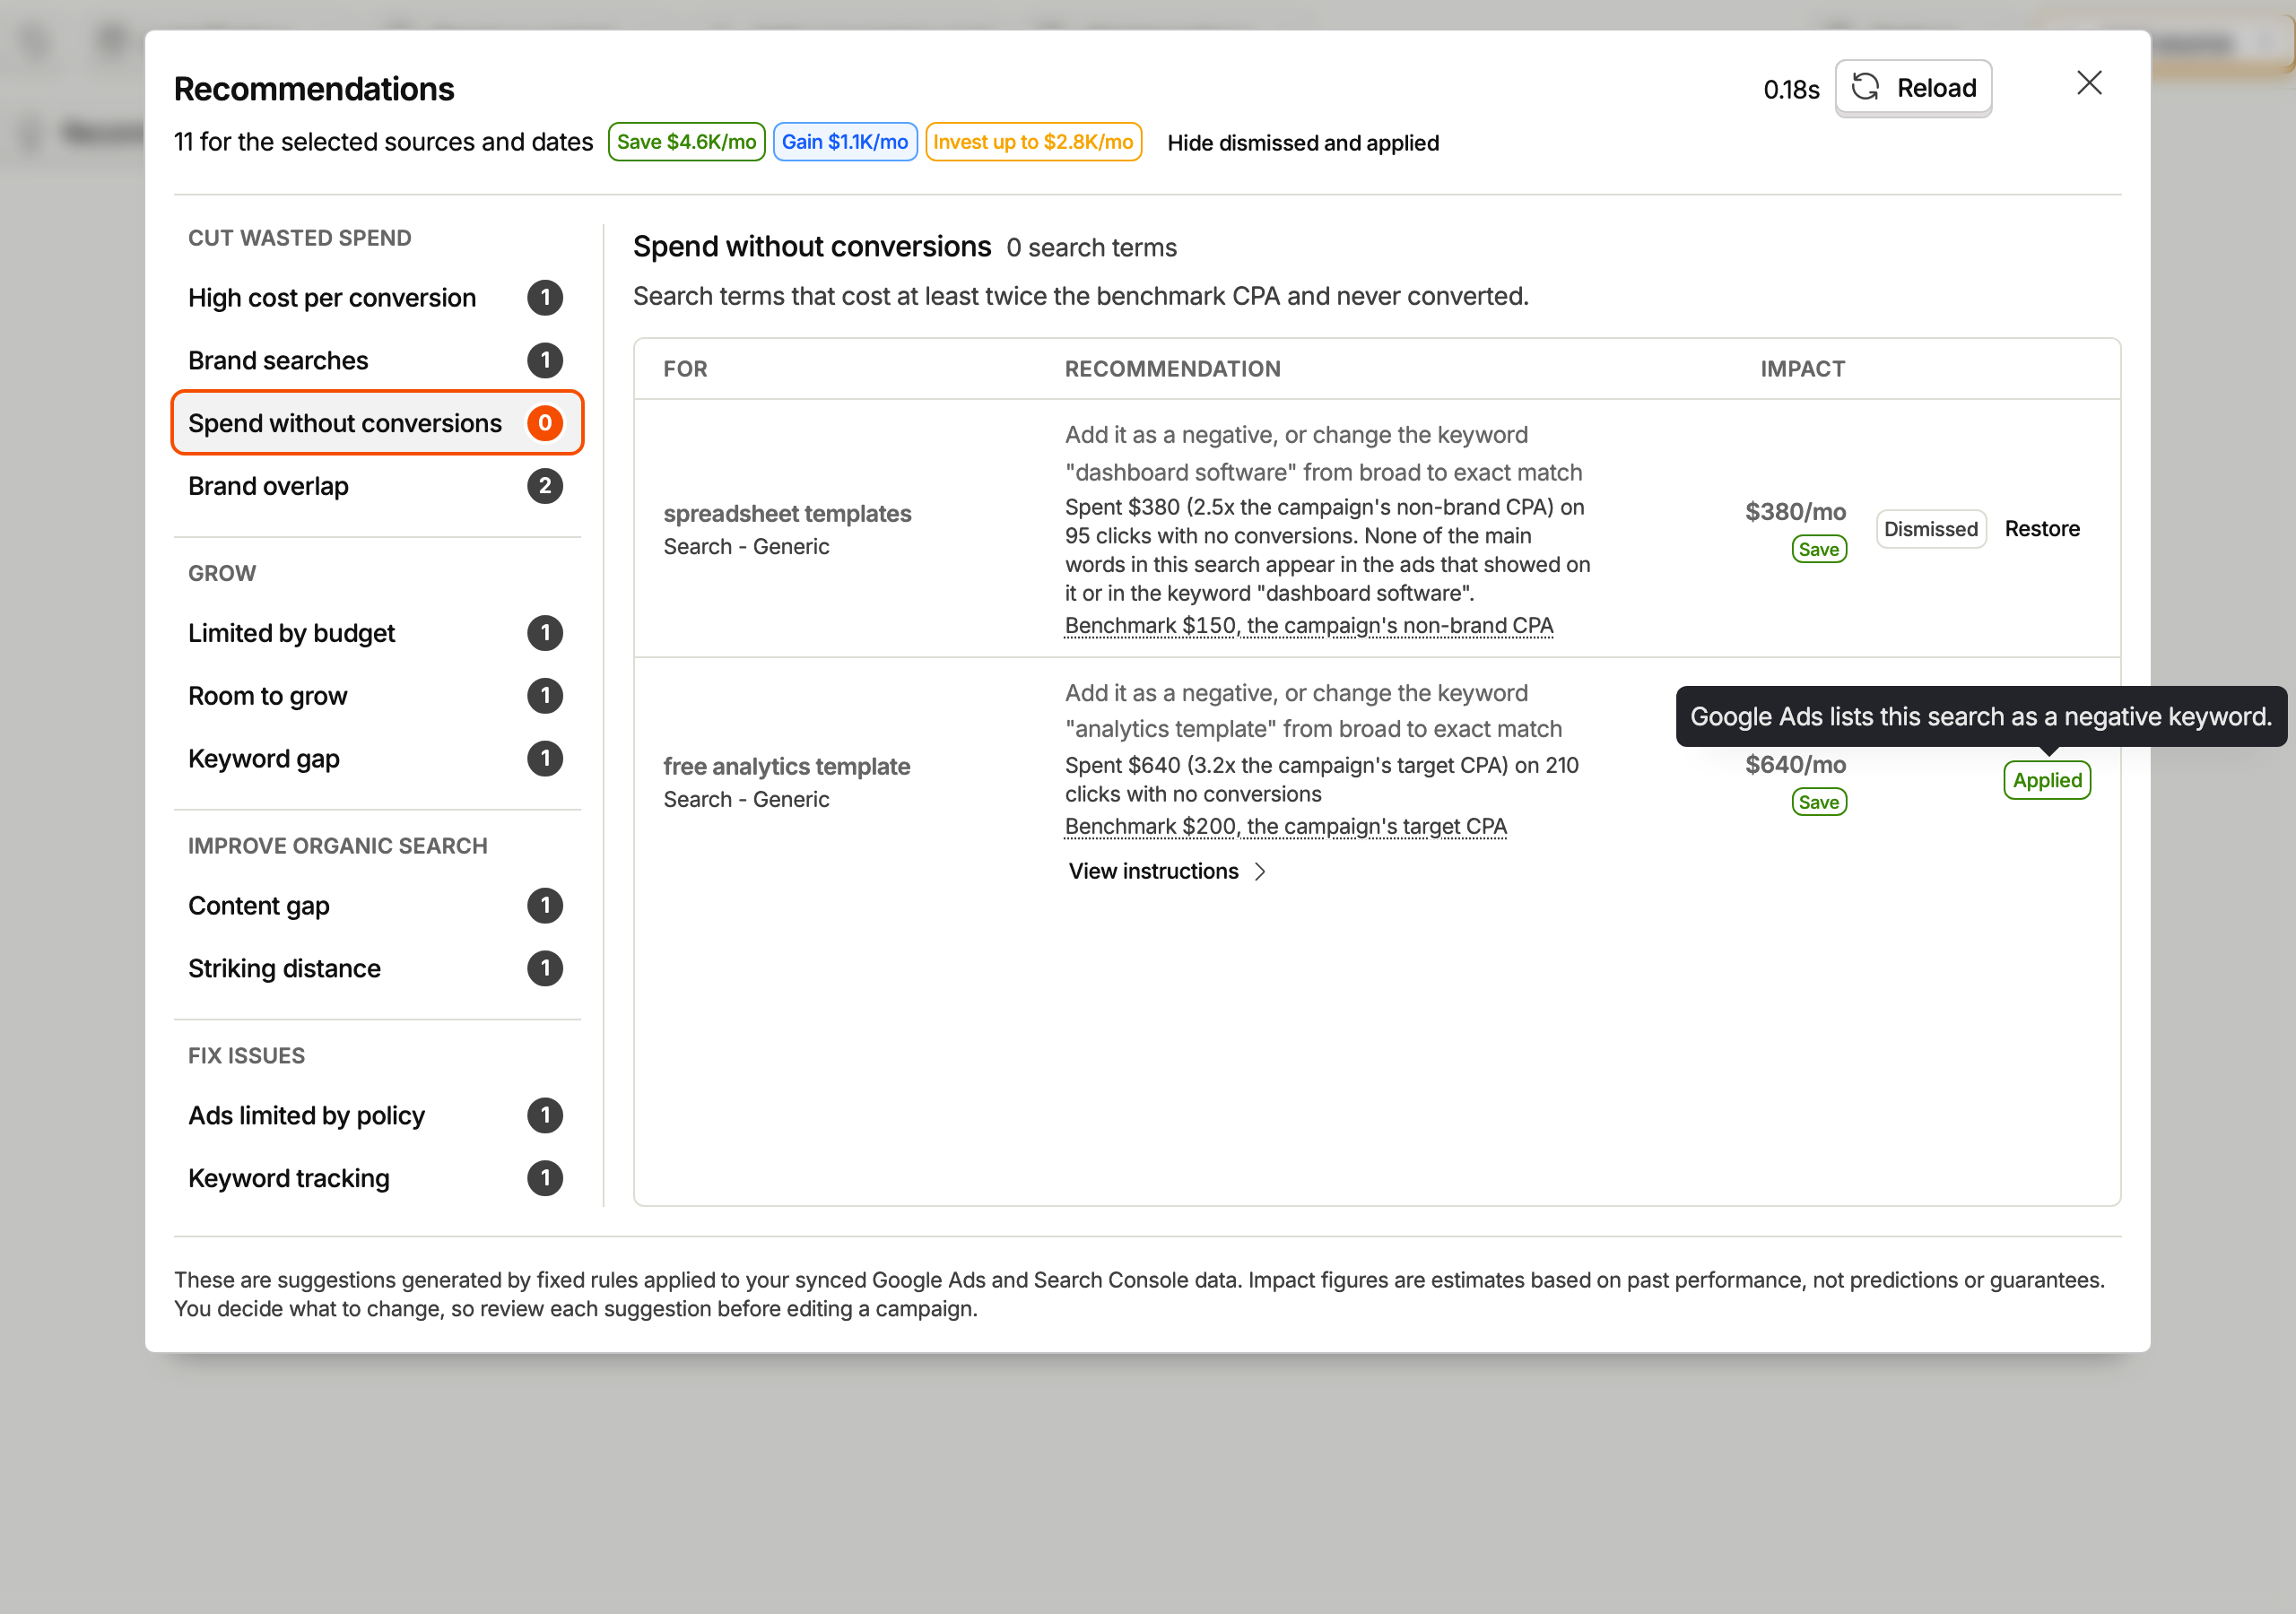 Recommendations
0.18s
Reload
11 for the selected sources and dates
Save $4.6K/mo
Gain $1.1K/mo
Invest up to $2.8K/mo
Hide dismissed and applied
CUT WASTED SPEND
High cost per conversion 1
Brand searches 1
Spend without conversions 0
Brand overlap 2
GROW
Limited by budget 1
Room to grow 1
Keyword gap 1
IMPROVE ORGANIC SEARCH
Content gap 1
Striking distance 1
FIX ISSUES
Ads limited by policy 1
Keyword tracking 1
Spend without conversions 0 search terms
Search terms that cost at least twice the benchmark CPA and never converted.
FOR RECOMMENDATION IMPACT
spreadsheet templates
Search - Generic
Add it as a negative, or change the keyword
"dashboard software" from broad to exact match
Spent $380 (2.5x the campaign's non-brand CPA) on
95 clicks with no conversions. None of the main
words in this search appear in the ads that showed on
it or in the keyword "dashboard software".
Benchmark $150, the campaign's non-brand CPA
$380/mo
Save
Dismissed
Restore
free analytics template
Search - Generic
Add it as a negative, or change the keyword
"analytics template" from broad to exact match
Spent $640 (3.2x the campaign's target CPA) on 210
clicks with no conversions
Benchmark $200, the campaign's target CPA
View instructions
Google Ads lists this search as a negative keyword.
$640/mo
Save
Applied
These are suggestions generated by fixed rules applied to your synced Google Ads and Search Console data. Impact figures are estimates based on past performance, not predictions or guarantees.
You decide what to change, so review each suggestion before editing a campaign.